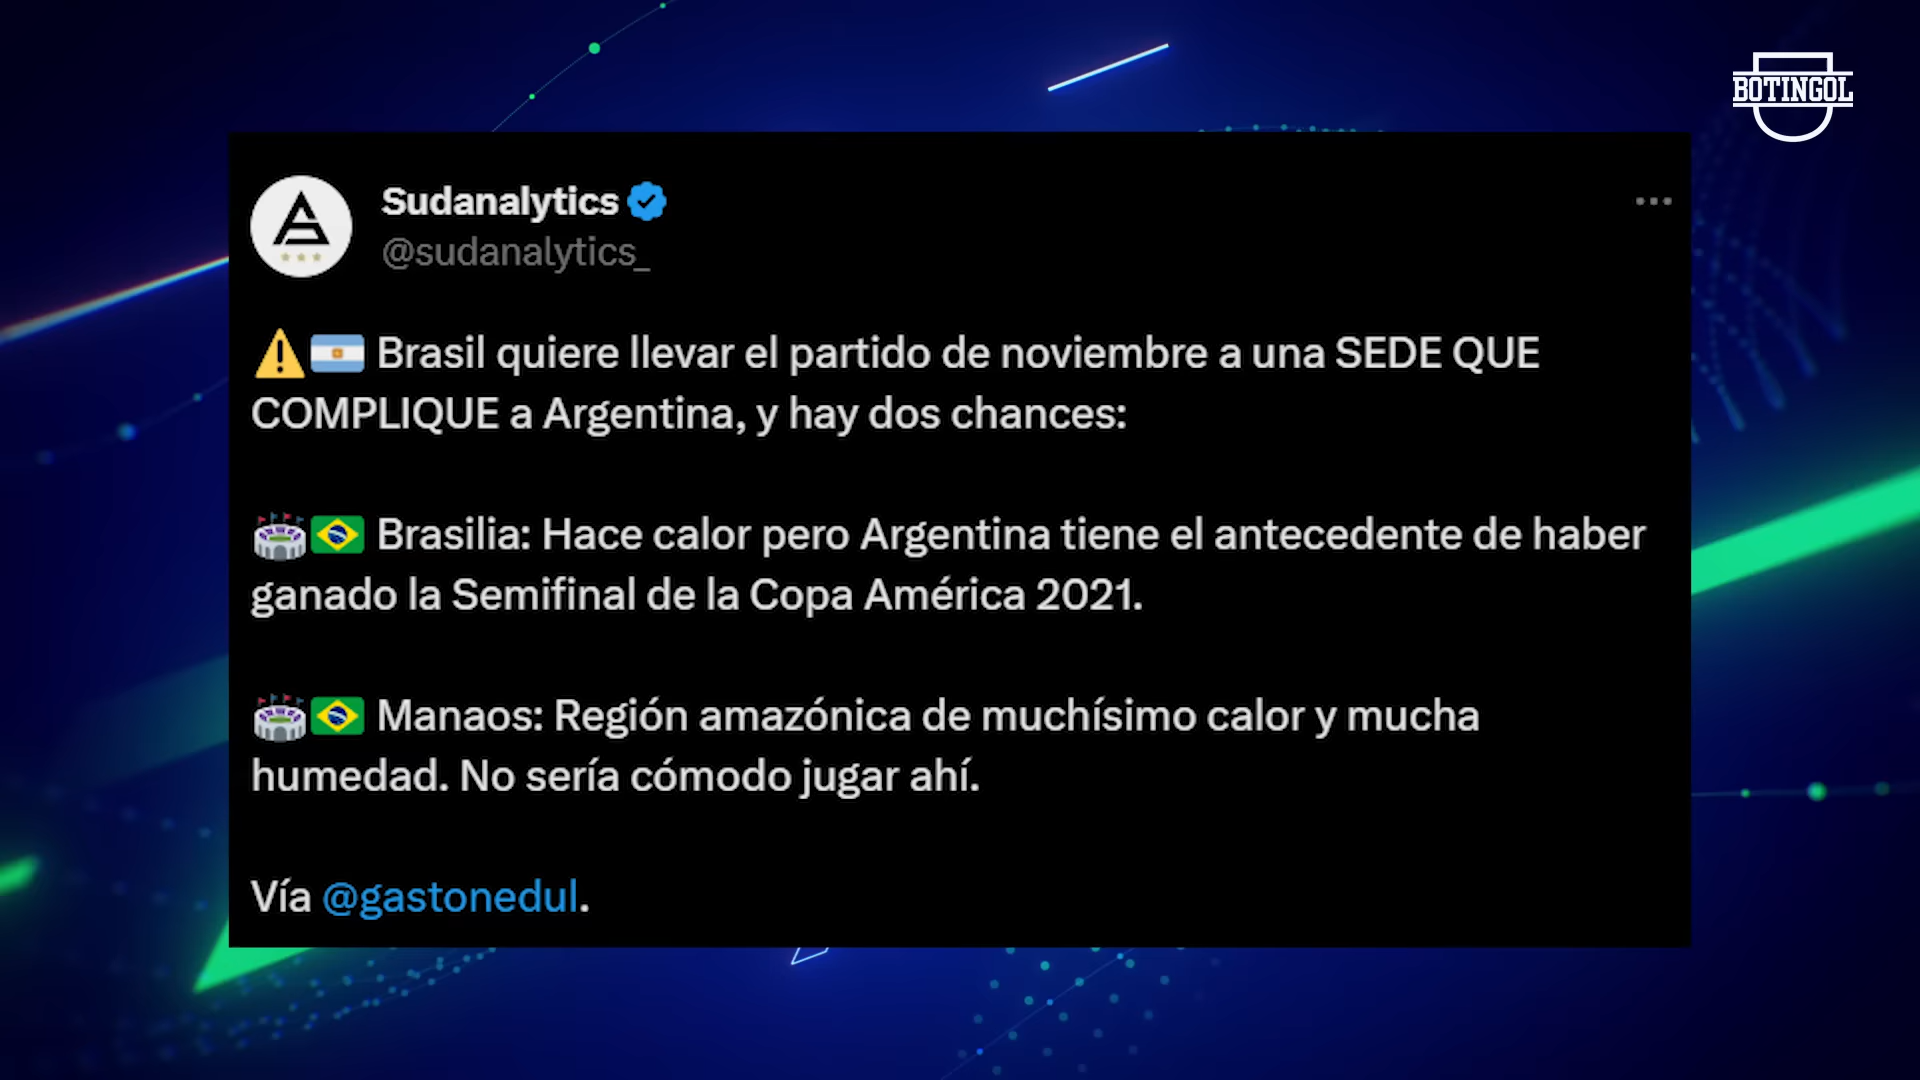 BOTINGOL
Sudanalytics
@sudanalytics_
⚠️🇦🇷 Brasil quiere llevar el partido de noviembre a una SEDE QUE
COMPLIQUE a Argentina, y hay dos chances:
🏟️🇧🇷 Brasilia: Hace calor pero Argentina tiene el antecedente de haber
ganado la Semifinal de la Copa América 2021.
🏟️🇧🇷 Manaos: Región amazónica de muchísimo calor y mucha
humedad. No sería cómodo jugar ahí.
Vía @gastonedul.